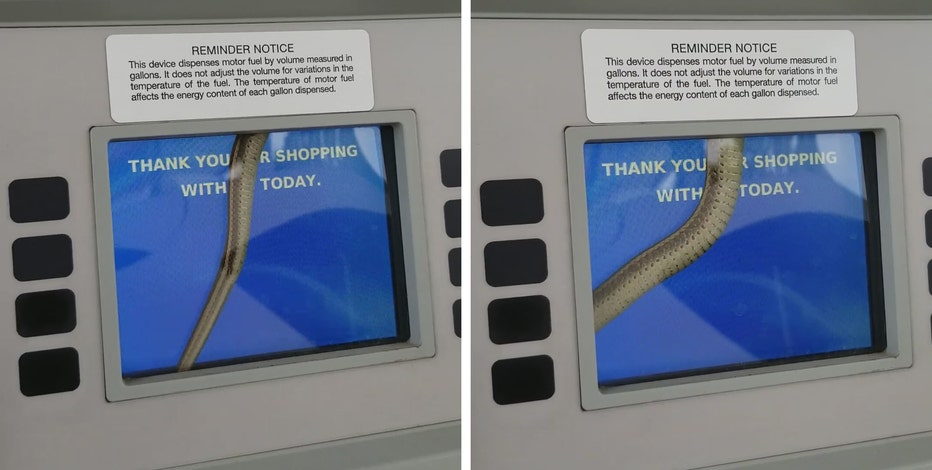 REMINDER NOTICE
This device dispenses motor fuel by volume measured in
gallons. It does not adjust the volume for variations in the
temperature of the fuel. The temperature of motor fuel
affects the energy content of each gallon dispensed.
THANK YOU R SHOPPING
WITH TODAY.
REMINDER NOTICE
This device dispenses motor fuel by volume measured in
gallons. It does not adjust the volume for variations in the
temperature of the fuel. The temperature of motor fuel
affects the energy content of each gallon dispensed.
THANK YOU R SHOPPING
WITH TODAY.